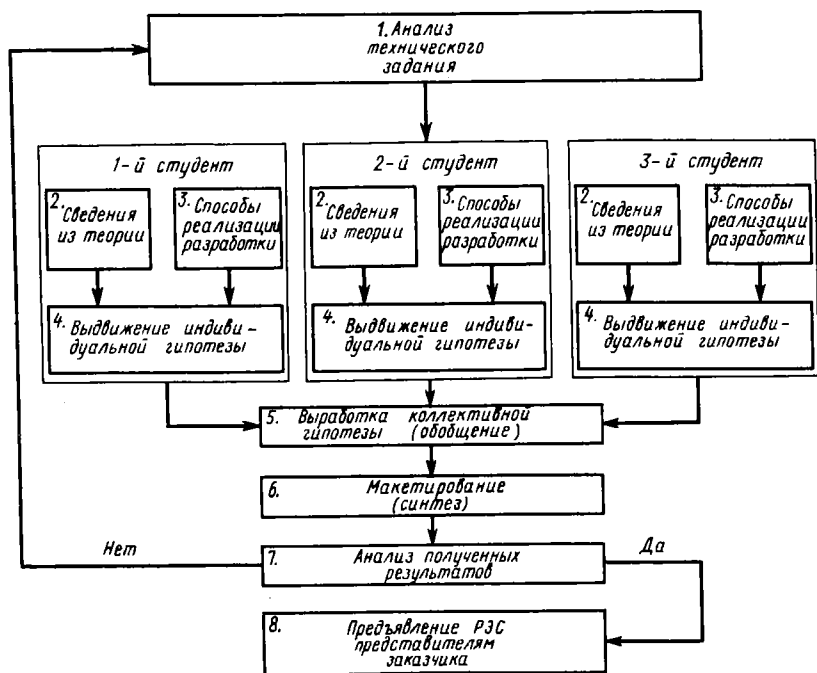 1. Анализ
технического
задания
1-й студент
2. Сведения
из теории
3. Способы
реализации
разработки
4. Выдвижение индиви-
дуальной гипотезы
2-й студент
2. Сведения
из теории
3. Способы
реализации
разработки
4. Выдвижение индиви-
дуальной гипотезы
3-й студент
2. Сведения
из теории
3. Способы
реализации
разработки
4. Выдвижение индиви-
дуальной гипотезы
5. Выработка коллективной
гипотезы (обобщение)
6. Макетирование
(синтез)
Нет
7. Анализ полученных
результатов
Да
8. Предъявление РЭС
представителям
заказчика